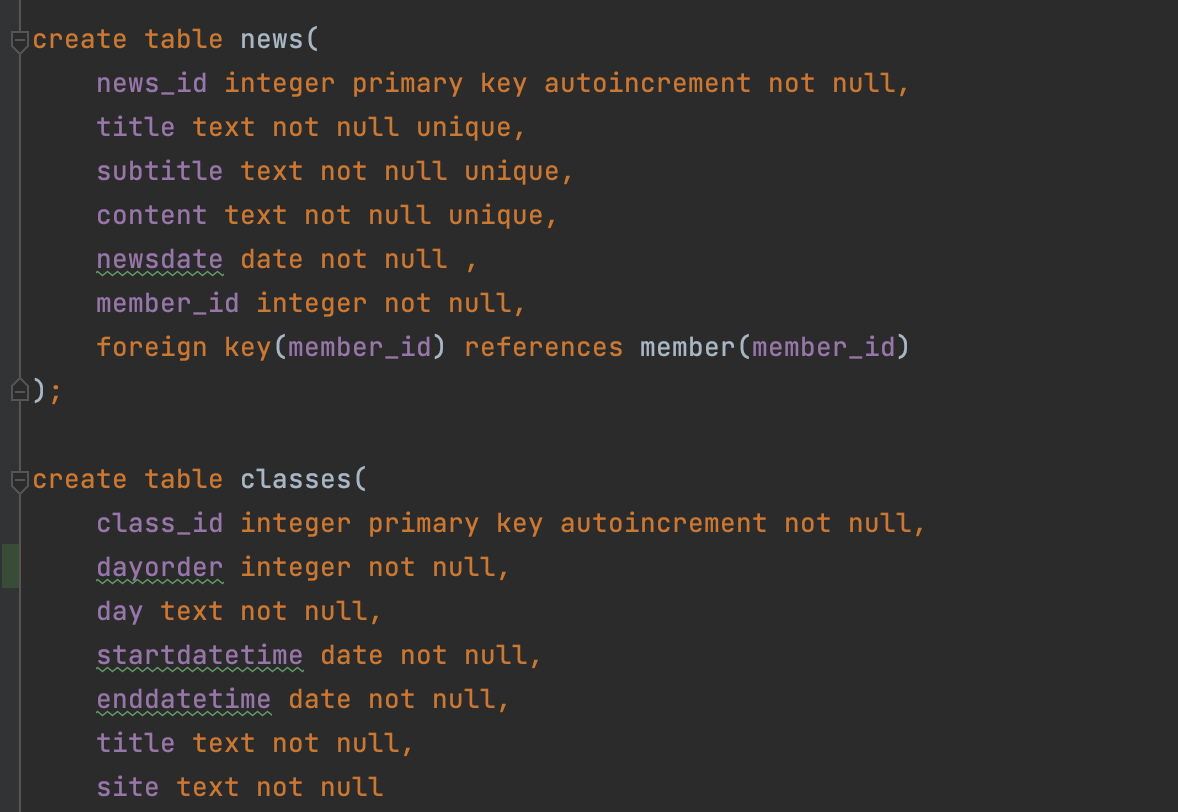 create table news(
    news_id integer primary key autoincrement not null,
    title text not null unique,
    subtitle text not null unique,
    content text not null unique,
    newsdate date not null ,
    member_id integer not null,
    foreign key(member_id) references member(member_id)
);
create table classes(
    class_id integer primary key autoincrement not null,
    dayorder integer not null,
    day text not null,
    startdatetime date not null,
    enddatetime date not null,
    title text not null,
    site text not null